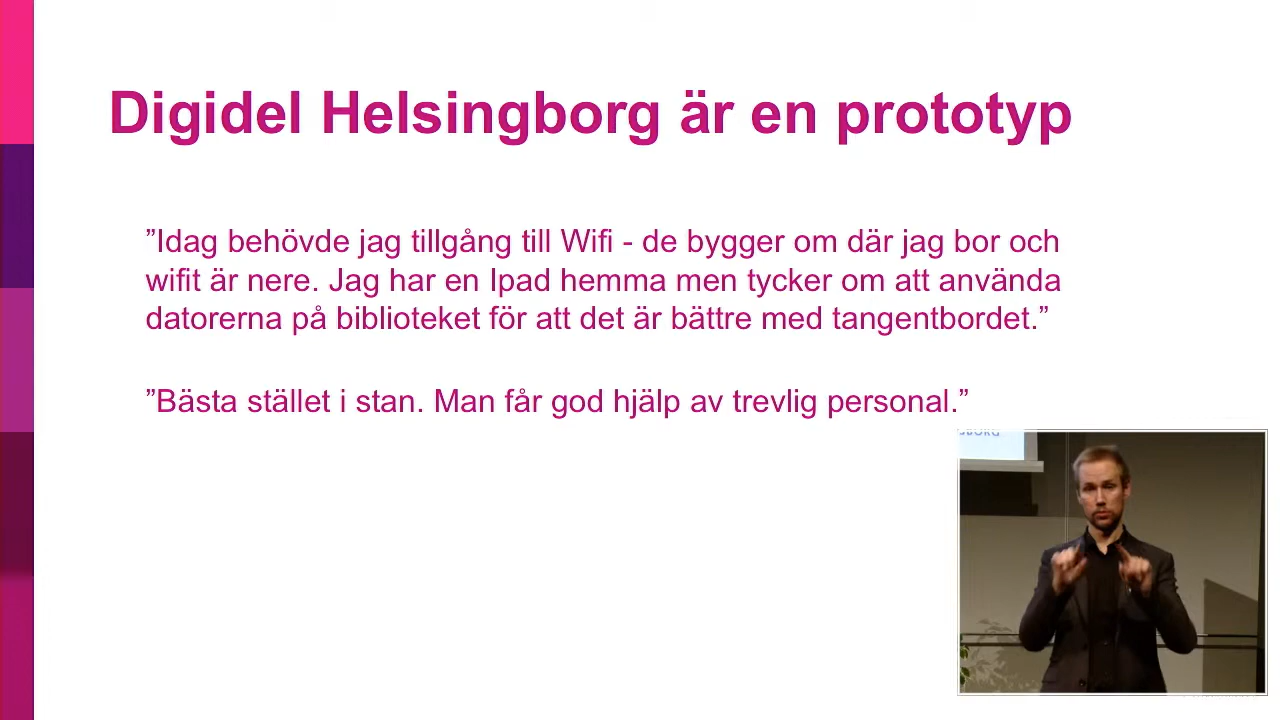 Digidel Helsingborg är en prototyp
”Idag behövde jag tillgång till Wifi - de bygger om där jag bor och
wifit är nere. Jag har en Ipad hemma men tycker om att använda
datorerna på biblioteket för att det är bättre med tangentbordet.”
”Bästa stället i stan. Man får god hjälp av trevlig personal.”